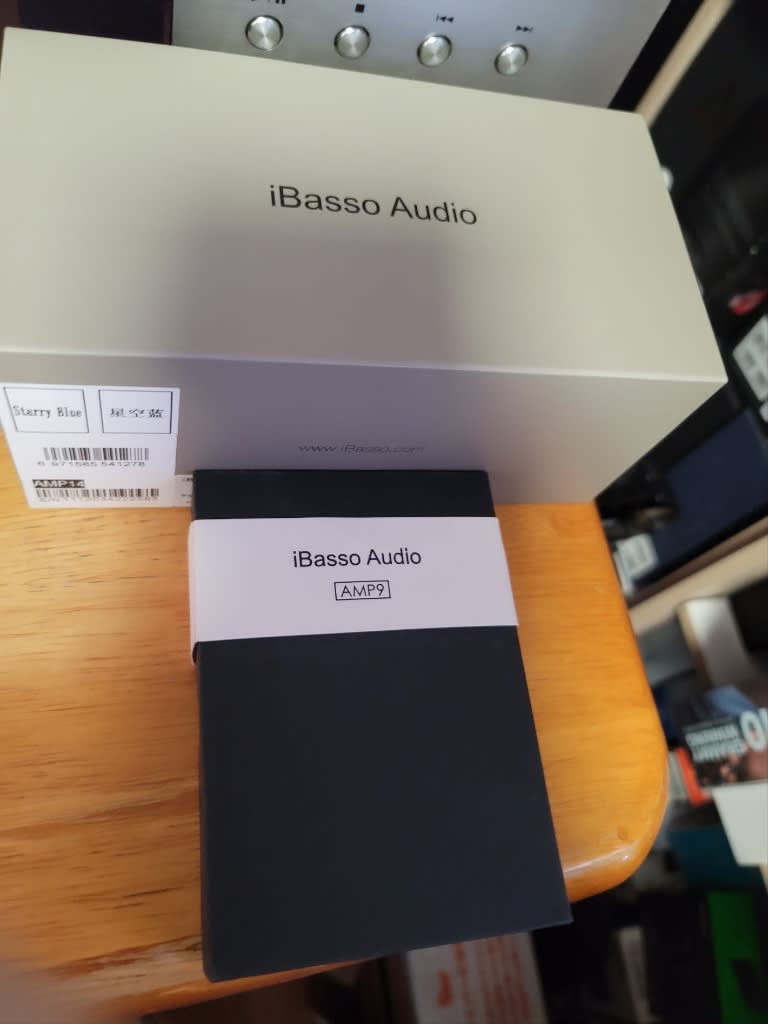 iBasso Audio
Starry Blue
星空蓝
6 971585 541278
www.iBasso.com
AMP14
iBasso Audio
AMP9